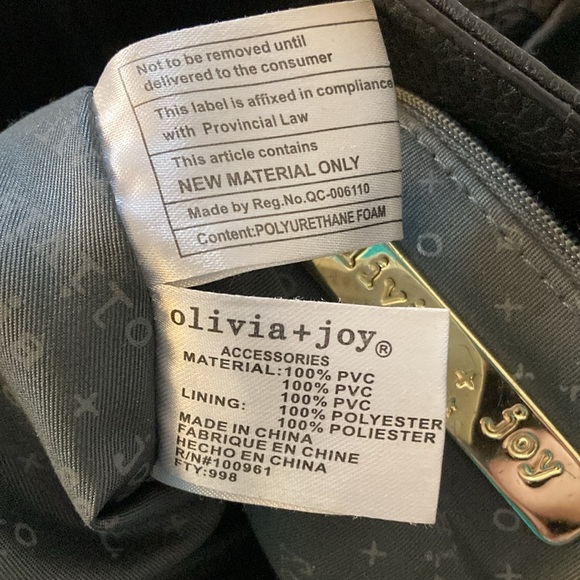 Not to be removed until
delivered to the consumer
This label is affixed in compliance
with Provincial Law
This article contains
NEW MATERIAL ONLY
Made by Reg.No.QC-006110
Content:POLYURETHANE FOAM
olivia+joy®
ACCESSORIES
MATERIAL:100% PVC
100% PVC
100% PVC
LINING: 100% POLYESTER
100% POLIESTER
MADE IN CHINA
FABRIQUE EN CHINE
HECHO EN CHINA
R/N#100961
FTY:998
joy